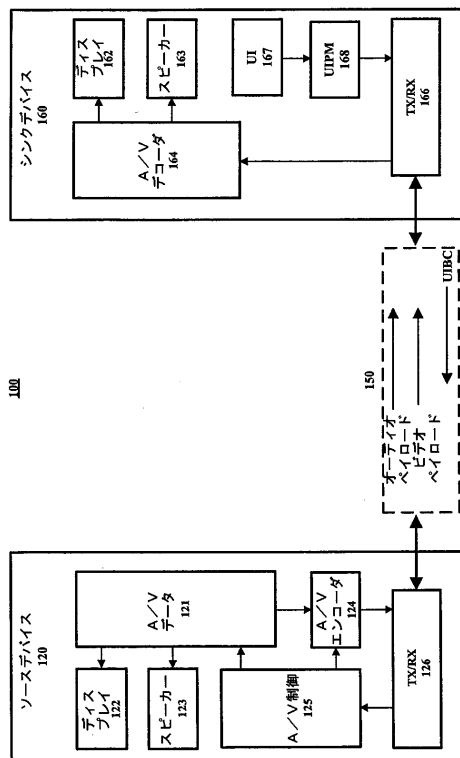 100
ソースデバイス
120
ディス
プレイ
122
スピーカー
123
A/V
データ
121
A/V制御
125
A/V
エンコーダ
124
TX/RX
126
150
オーディオ
ペイロード
ビデオ
ペイロード
UIBC
シンクデバイス
160
ディス
プレイ
162
スピーカー
163
A/V
デコーダ
164
UI
167
UIPM
168
TX/RX
166